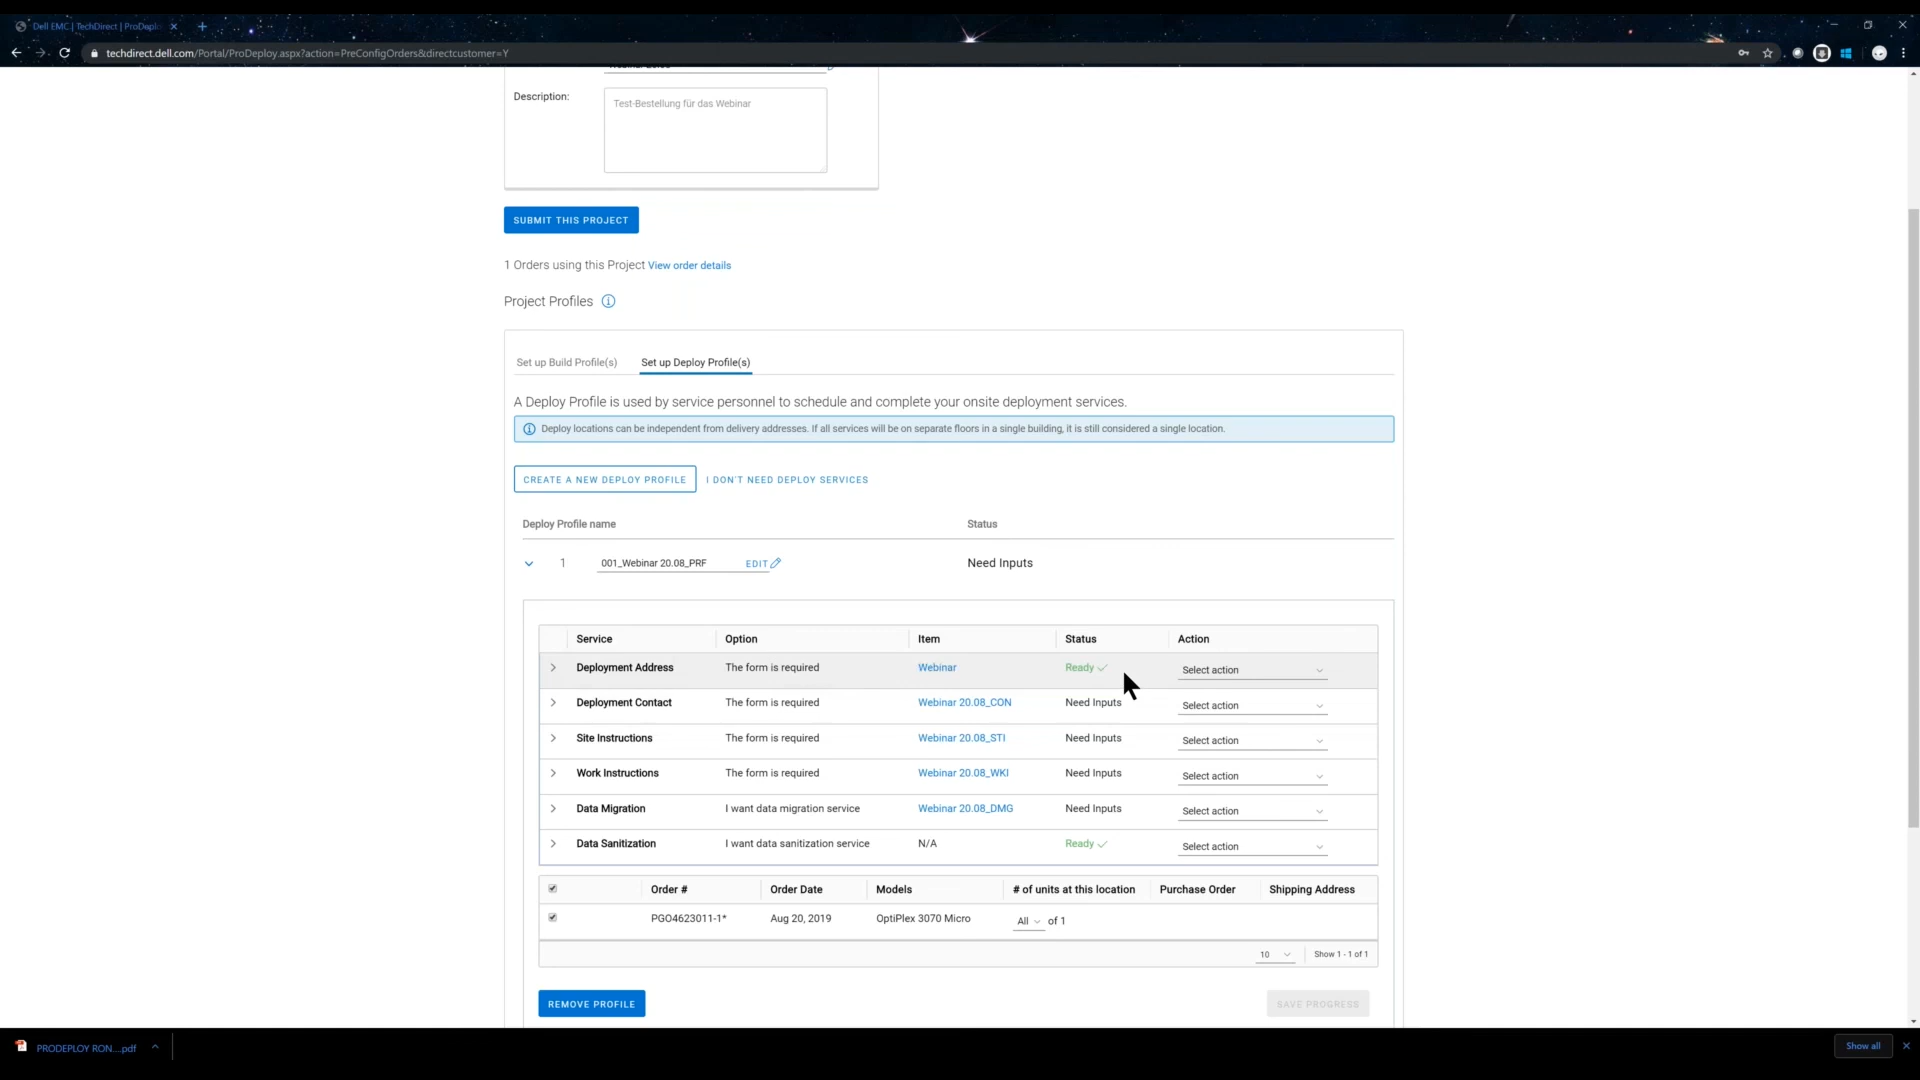 Dell EMC | TechDirect | ProDeplo
techdirect.dell.com/Portal/ProDeploy.aspx?action=PreConfigOrders&directcustomer=Y
Description:
Test-Bestellung für das Webinar
SUBMIT THIS PROJECT
1 Orders using this Project View order details
Project Profiles
Set up Build Profile(s) Set up Deploy Profile(s)
A Deploy Profile is used by service personnel to schedule and complete your onsite deployment services.
Deploy locations can be independent from delivery addresses. If all services will be on separate floors in a single building, it is still considered a single location.
CREATE A NEW DEPLOY PROFILE I DON'T NEED DEPLOY SERVICES
Deploy Profile name Status
1 001_Webinar 20.08_PRF EDIT Need Inputs
Service Option Item Status Action
Deployment Address The form is required Webinar Ready Select action
Deployment Contact The form is required Webinar 20.08_CON Need Inputs Select action
Site Instructions The form is required Webinar 20.08_STI Need Inputs Select action
Work Instructions The form is required Webinar 20.08_WKI Need Inputs Select action
Data Migration I want data migration service Webinar 20.08_DMG Need Inputs Select action
Data Sanitization I want data sanitization service N/A Ready Select action
Order # Order Date Models # of units at this location Purchase Order Shipping Address
PGO4623011-1* Aug 20, 2019 OptiPlex 3070 Micro All of 1
10 Show 1 - 1 of 1
REMOVE PROFILE SAVE PROGRESS
PRODEPLOY RON....pdf Show all